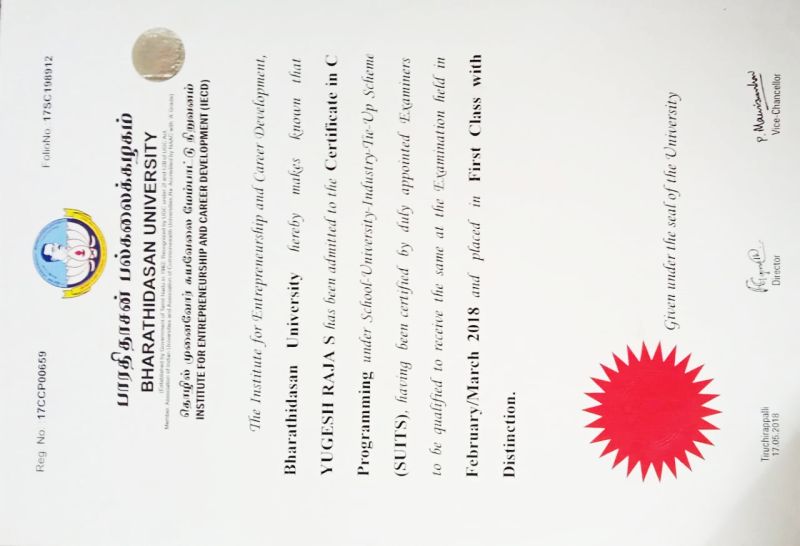 Reg No. :17CCP00659
FolioNo :17SC198912
பாரதிதாசன் பல்கலைக்கழகம்
BHARATHIDASAN UNIVERSITY
(Established by Government of Tamil Nadu in 1982, Recognized by UGC under 2f and 12B of UGC Act.
Member: Association of Indian Universities and Association of Commonwealth Universities, Re Accredited by NAAC with 'A' Grade)
தொழில் முனைவோர் சுயவேலை மேம்பாட்டு நிறுவனம்
INSTITUTE FOR ENTREPRENEURSHIP AND CAREER DEVELOPMENT (IECD)
The Institute for Entrepreneurship and Career Development,
Bharathidasan University hereby makes known that
YUGESH RAJA S has been admitted to the Certificate in C
Programming under School-University-Industry-Tie-Up Scheme
(SUITS), having been certified by duly appointed Examiners
to be qualified to receive the same at the Examination held in
February/March 2018 and placed in First Class with
Distinction.
Given under the seal of the University
Tiruchirappalli
17.05.2018
Director
Vice-Chancellor